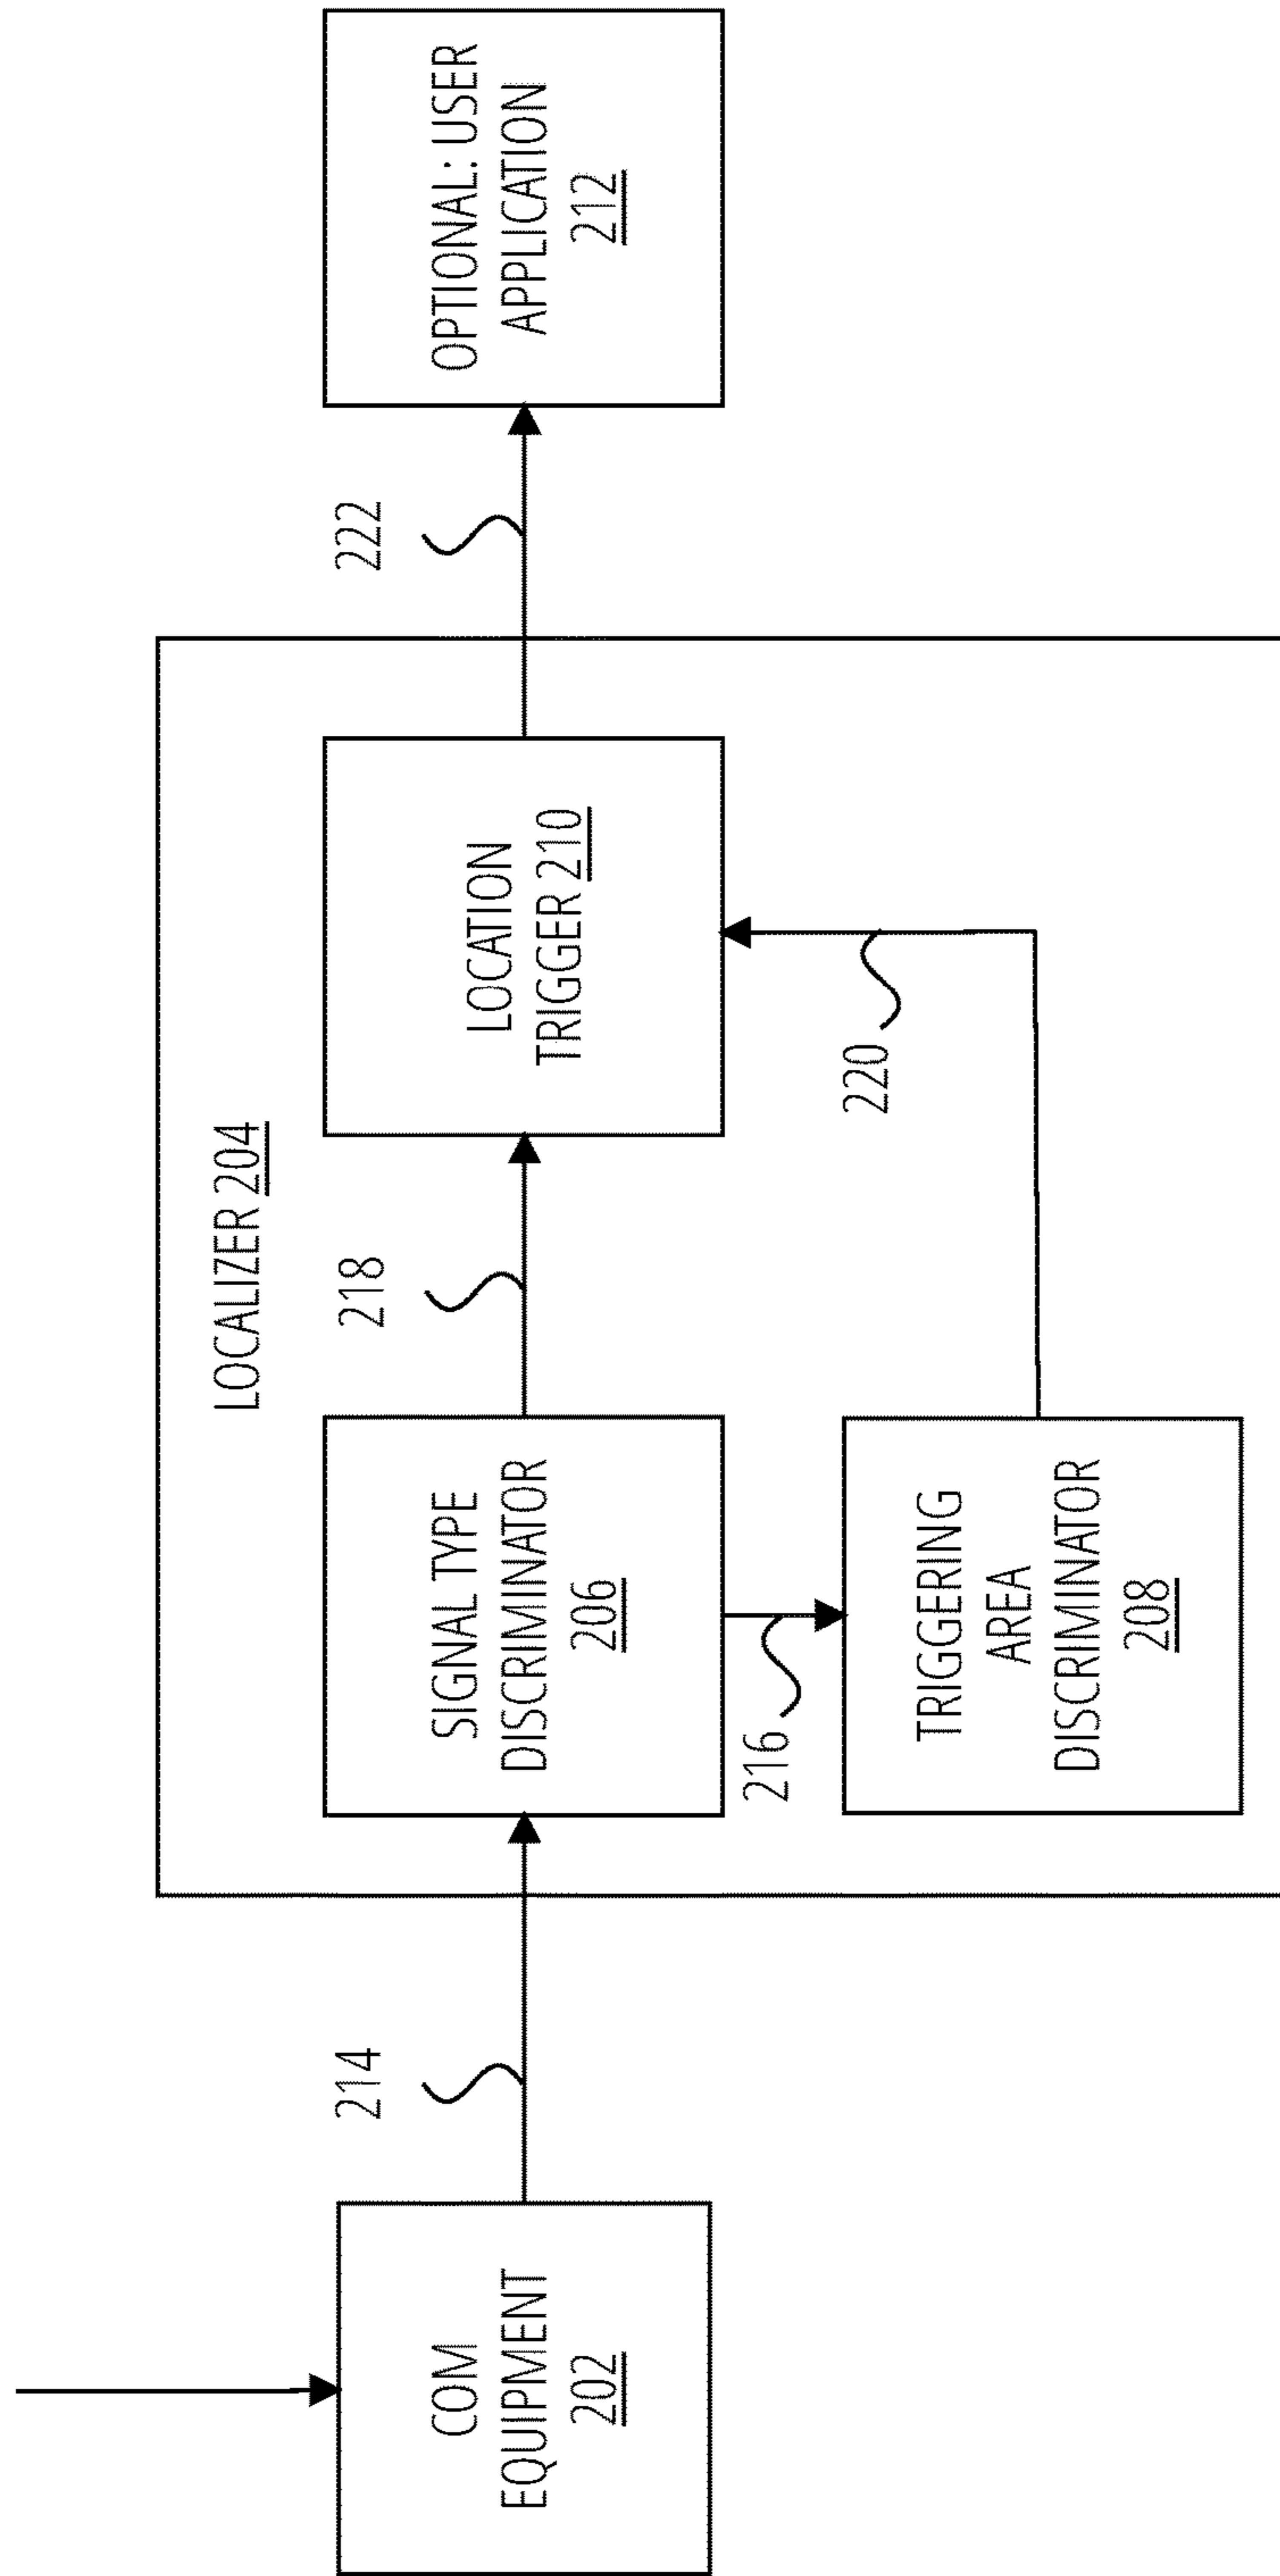 LOCALIZER 204
COM
EQUIPMENT
202
214
SIGNAL TYPE
DISCRIMINATOR
206
218
LOCATION
TRIGGER 210
222
OPTIONAL: USER
APPLICATION
212
216
TRIGGERING
AREA
DISCRIMINATOR
208
220